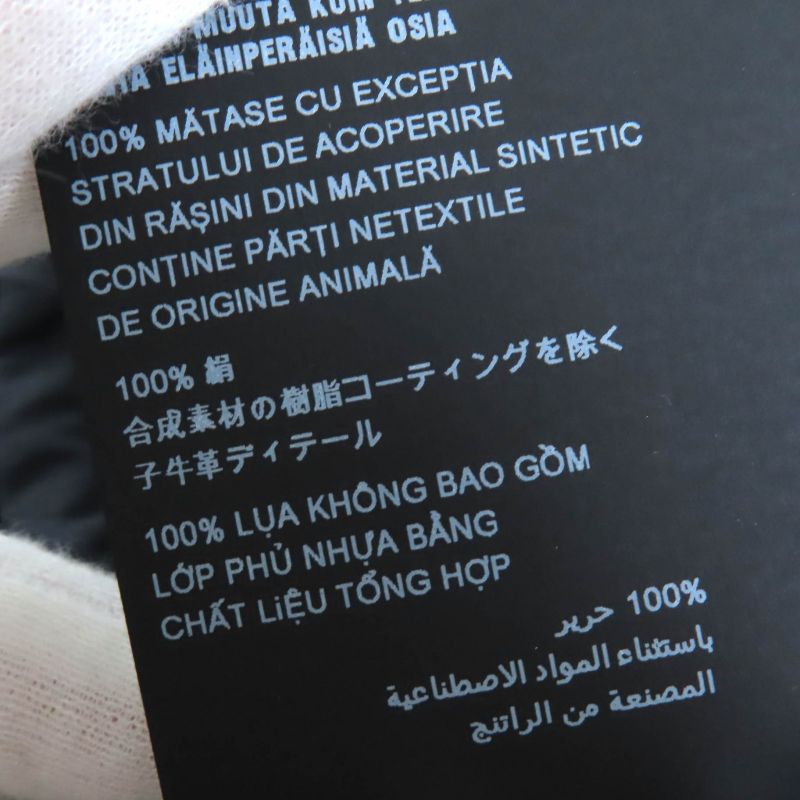 MUUTA KUIN
ELÄINPERÄISIÄ OSIA
100% MĂTASE CU EXCEPȚIA
STRATULUI DE ACOPERIRE
DIN RĂȘINI DIN MATERIAL SINTETIC
CONȚINE PĂRȚI NETEXTILE
DE ORIGINE ANIMALĂ
100% 絹
合成素材の樹脂コーティングを除く
子牛革ディテール
100% LỤA KHÔNG BAO GỒM
LỚP PHỦ NHỰA BẰNG
CHẤT LIỆU TỔNG HỢP
100% حرير
باستثناء المواد الاصطناعية
المصنعة من الراتنج